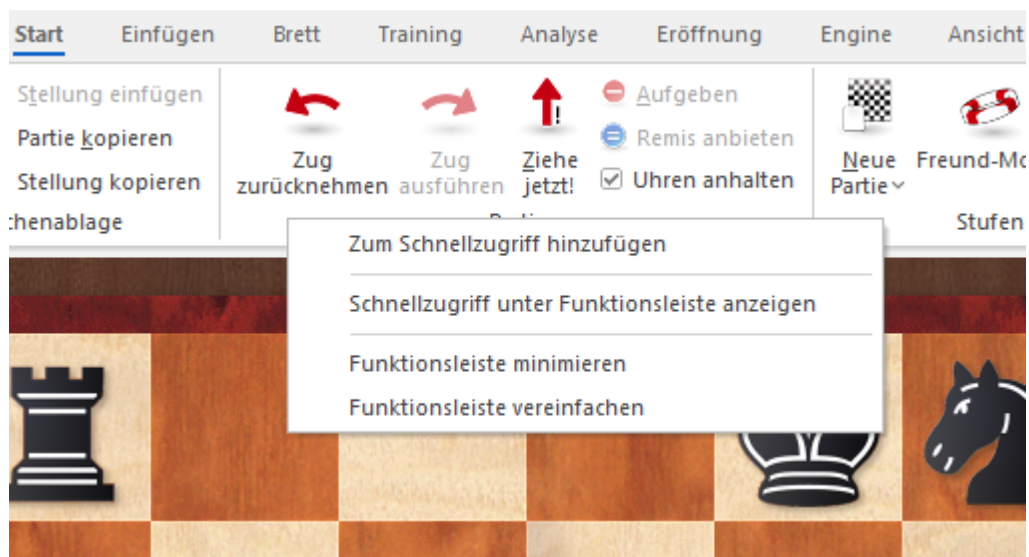 Start Einfügen Brett Training Analyse Eröffnung Engine Ansicht
Stellung einfügen
Partie kopieren
Stellung kopieren
Zug
zurücknehmen
Zug
ausführen
Ziehe
jetzt!
Aufgeben
Remis anbieten
Uhren anhalten
Neue
Partie
Freund-Mo
chenablage
Stufen
Zum Schnellzugriff hinzufügen
Schnellzugriff unter Funktionsleiste anzeigen
Funktionsleiste minimieren
Funktionsleiste vereinfachen